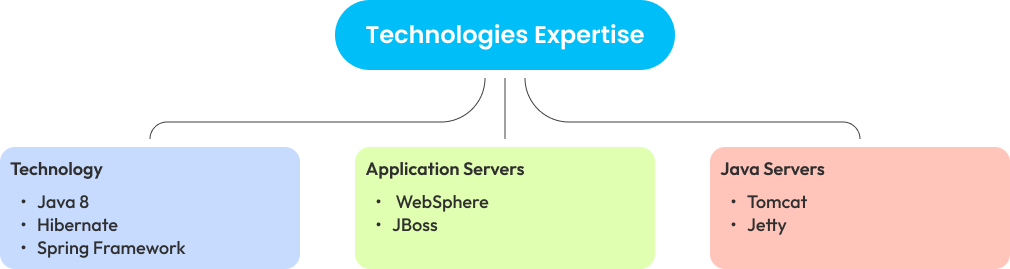 Technologies Expertise
Technology
• Java 8
• Hibernate
• Spring Framework
Application Servers
• WebSphere
• JBoss
Java Servers
• Tomcat
• Jetty